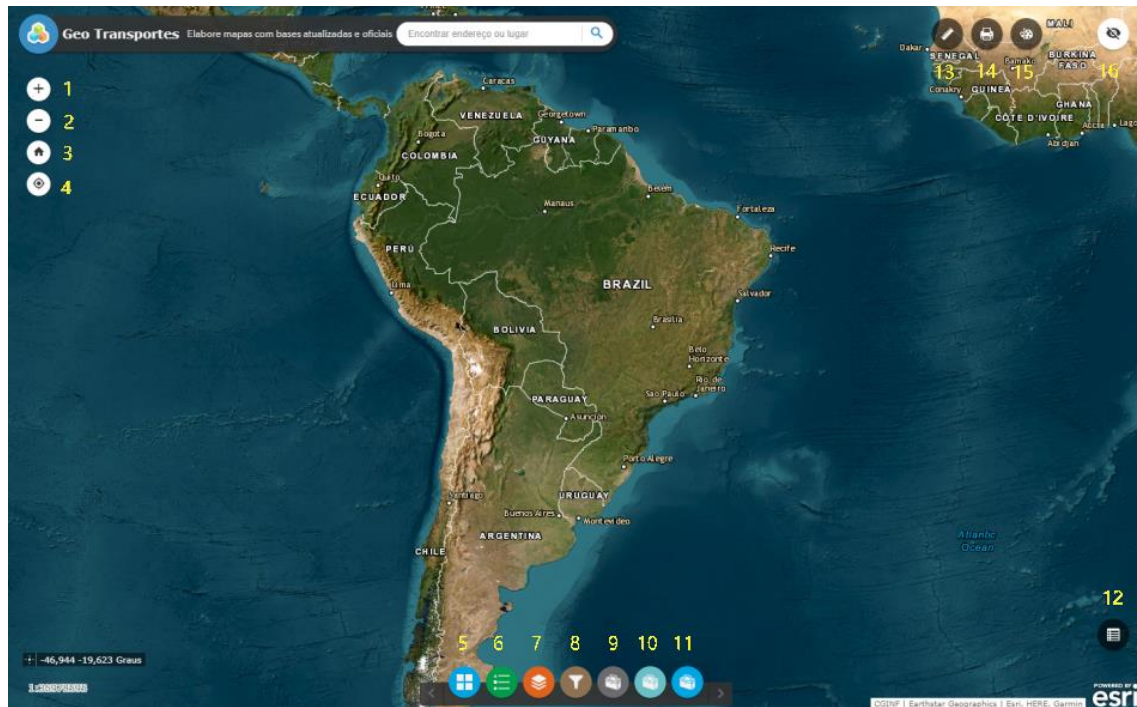 Geo Transportes Elabore mapas com bases atualizadas e oficiais Encontrar endereço ou lugar
MALI
Dakar
SENEGAL
Bamako
BURKINA
FASO
13 14 15 16
Conakry
GUINEA
GHANA
CÔTE D'IVOIRE
Accra
Abidjan
1
2
3
4
Caracas
VENEZUELA
Georgetown
Paramaribo
GUYANA
Bogota
COLOMBIA
Quito
ECUADOR
Belém
Manaus
Fortaleza
PERÚ
Recife
Lima
BRAZIL
Salvador
BOLIVIA
Brasília
Belo
Horizonte
Rio de
Janeiro
Sao Paulo
PARAGUAY
Asuncion
Porto Alegre
Santiago
URUGUAY
Buenos Aires
Montevideo
ARGENTINA
CHILE
Atlantic
Ocean
12
5 6 7 8 9 10 11
-46,944 -19,623 Graus
POWERED BY
esri
CGINF | Earthstar Geographics | Esri, HERE, Garmin